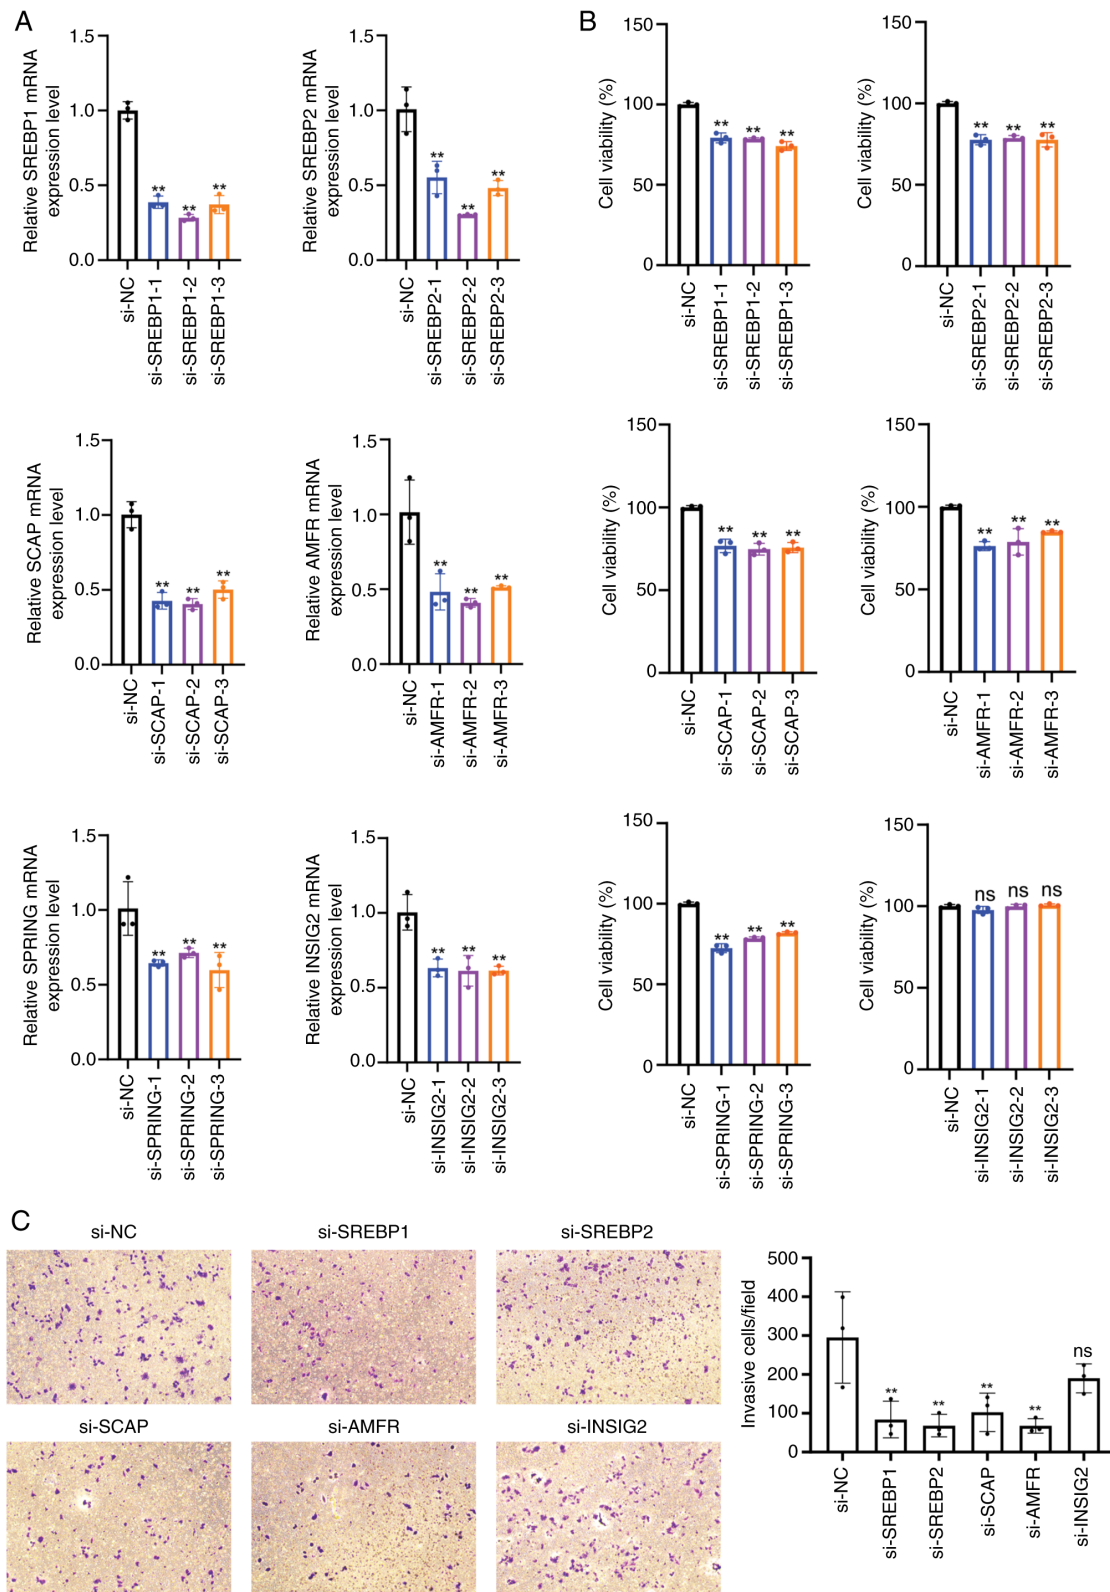 A
Relative SREBP1 mRNA
expression level
1.5
1.0
0.5
0.0
**
**
**
si-NC
si-SREBP1-1
si-SREBP1-2
si-SREBP1-3
Relative SREBP2 mRNA
expression level
1.5
1.0
0.5
0.0
**
**
**
si-NC
si-SREBP2-1
si-SREBP2-2
si-SREBP2-3
B
Cell viability (%)
150
100
50
0
**
**
**
si-NC
si-SREBP1-1
si-SREBP1-2
si-SREBP1-3
Cell viability (%)
150
100
50
0
**
**
**
si-NC
si-SREBP2-1
si-SREBP2-2
si-SREBP2-3
Relative SCAP mRNA
expression level
1.5
1.0
0.5
0.0
**
**
**
si-NC
si-SCAP-1
si-SCAP-2
si-SCAP-3
Relative AMFR mRNA
expression level
1.5
1.0
0.5
0.0
**
**
**
si-NC
si-AMFR-1
si-AMFR-2
si-AMFR-3
Cell viability (%)
150
100
50
0
**
**
**
si-NC
si-SCAP-1
si-SCAP-2
si-SCAP-3
Cell viability (%)
150
100
50
0
**
**
**
si-NC
si-AMFR-1
si-AMFR-2
si-AMFR-3
Relative SPRING mRNA
expression level
1.5
1.0
0.5
0.0
**
**
**
si-NC
si-SPRING-1
si-SPRING-2
si-SPRING-3
Relative INSIG2 mRNA
expression level
1.5
1.0
0.5
0.0
**
**
**
si-NC
si-INSIG2-1
si-INSIG2-2
si-INSIG2-3
Cell viability (%)
150
100
50
0
**
**
**
si-NC
si-SPRING-1
si-SPRING-2
si-SPRING-3
Cell viability (%)
150
100
50
0
ns
ns
ns
si-NC
si-INSIG2-1
si-INSIG2-2
si-INSIG2-3
C
si-NC
si-SREBP1
si-SREBP2
si-SCAP
si-AMFR
si-INSIG2
Invasive cells/field
500
400
300
200
100
0
**
**
**
**
ns
si-NC
si-SREBP1
si-SREBP2
si-SCAP
si-AMFR
si-INSIG2